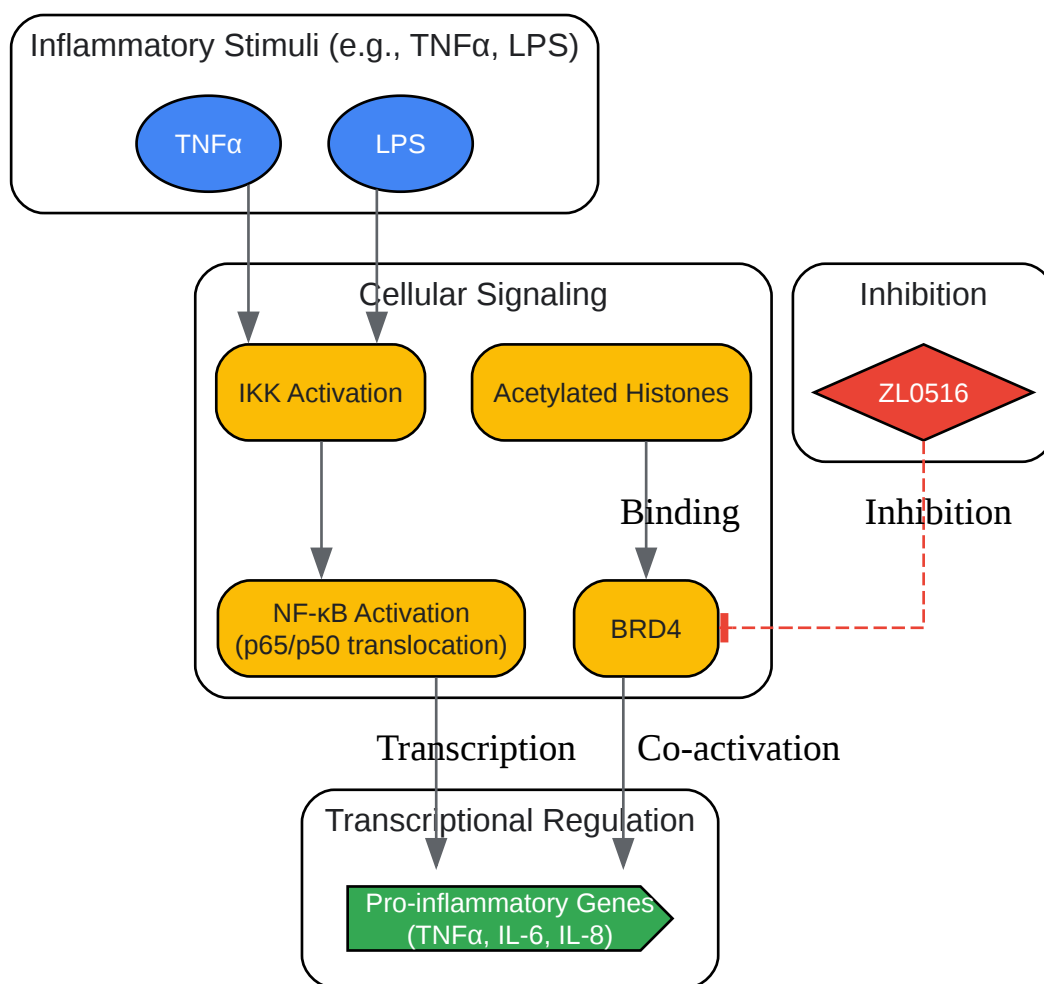 Inflammatory Stimuli (e.g., TNFα, LPS)
TNFα
LPS
Cellular Signaling
Inhibition
IKK Activation
Acetylated Histones
ZL0516
Binding
Inhibition
NF-κB Activation
(p65/p50 translocation)
BRD4
Transcription
Co-activation
Transcriptional Regulation
Pro-inflammatory Genes
(TNFα, IL-6, IL-8)